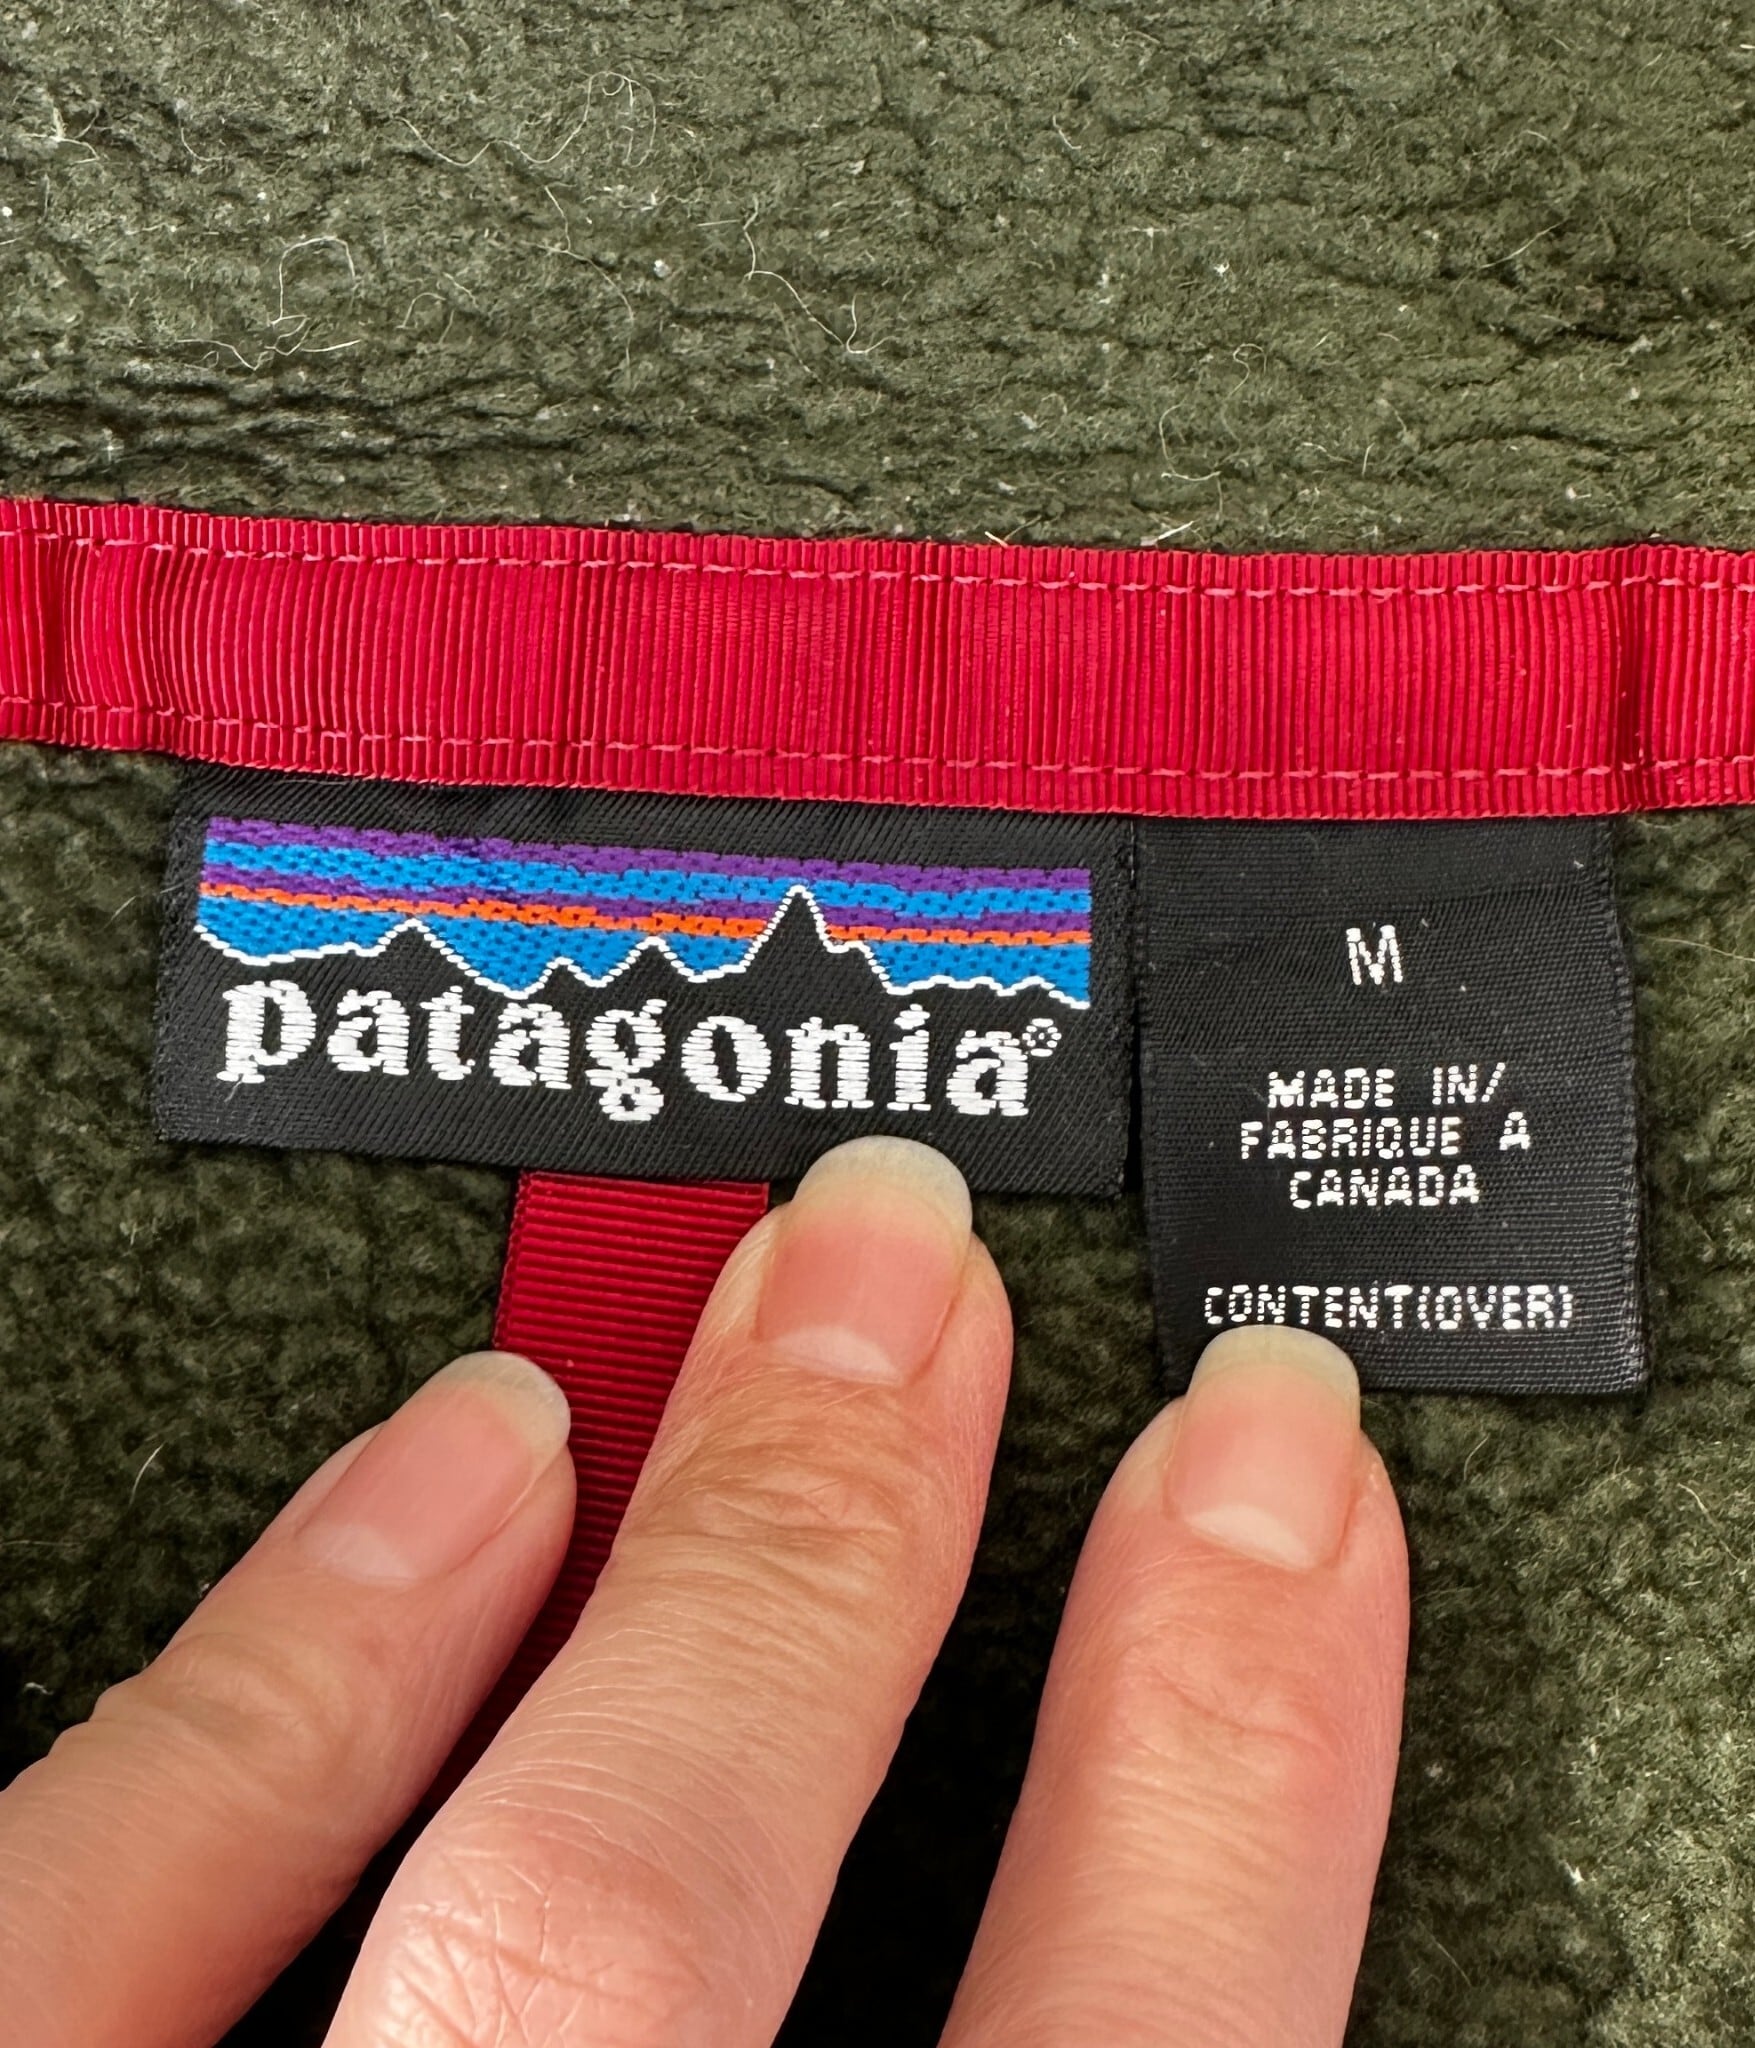 patagonia®
M
MADE IN/
FABRIQUE A
CANADA
CONTENT(OVER)